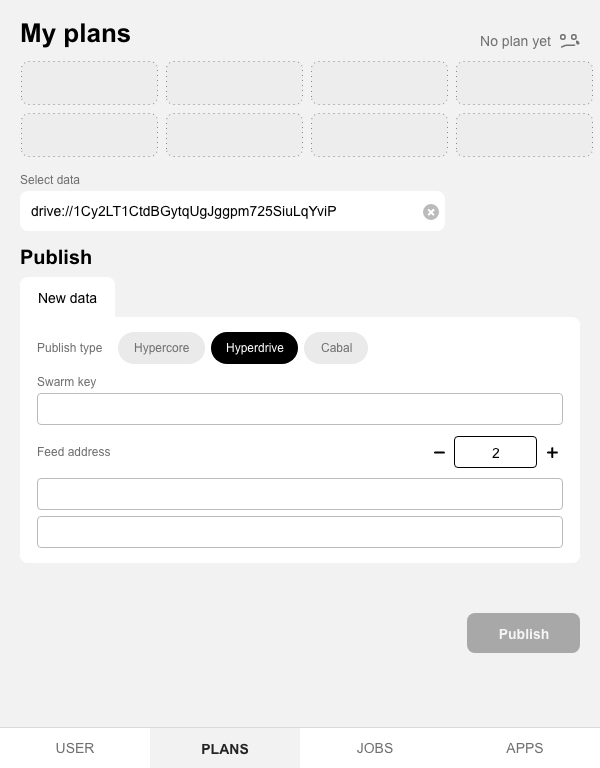 My plans
No plan yet
Select data
drive://1Cy2LT1CtdBGytqUgJggpm725SiuLqYviP
Publish
New data
Publish type Hypercore Hyperdrive Cabal
Swarm key
Feed address − 2 +
Publish
USER PLANS JOBS APPS